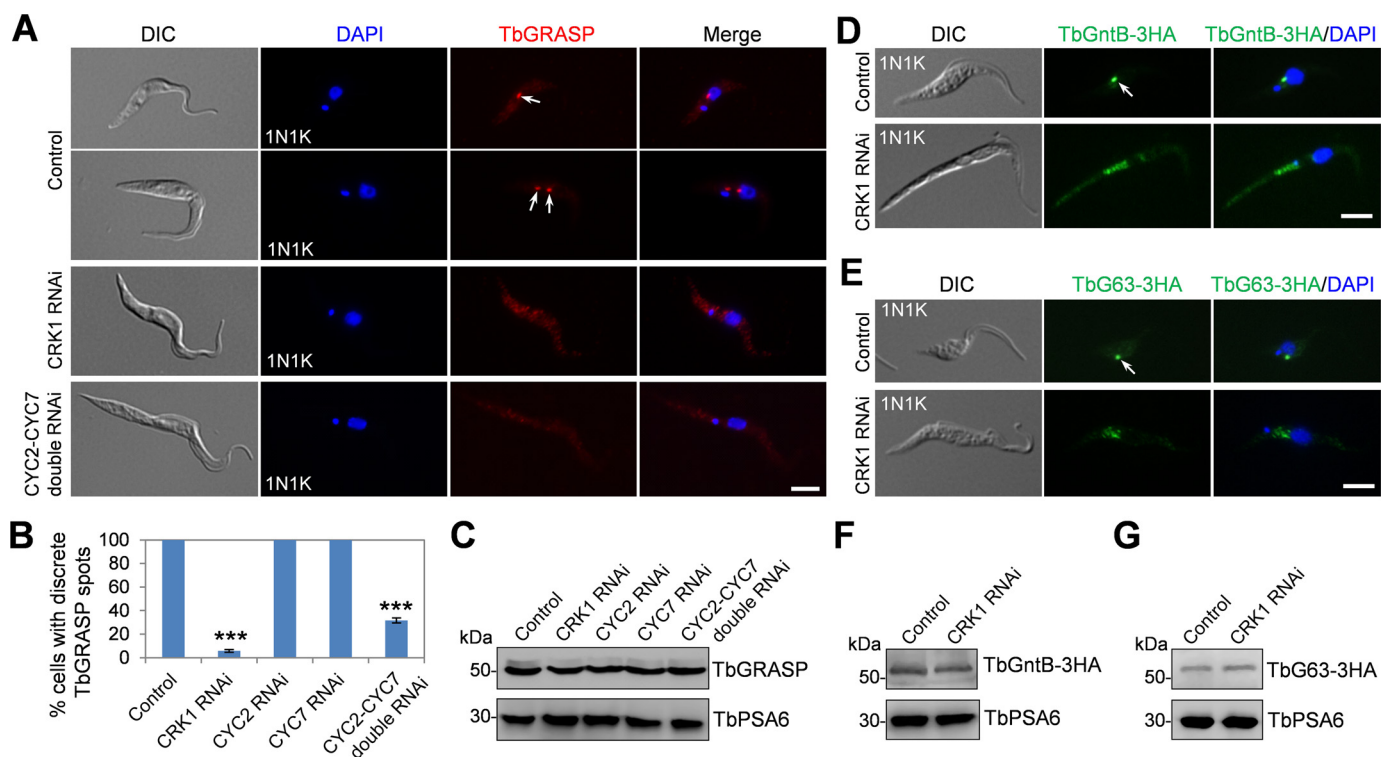 A
DIC
DAPI
TbGRASP
Merge
Control
1N1K
1N1K
CRK1 RNAi
1N1K
CYC2-CYC7
double RNAi
1N1K
B
% cells with discrete
TbGRASP spots
100
80
60
40
20
0
***
***
Control
CRK1 RNAi
CYC2 RNAi
CYC7 RNAi
CYC2-CYC7
double RNAi
C
Control
CRK1 RNAi
CYC2 RNAi
CYC7 RNAi
CYC2-CYC7
double RNAi
kDa
50-
TbGRASP
30-
TbPSA6
D
DIC
TbGntB-3HA
TbGntB-3HA/DAPI
Control
1N1K
CRK1 RNAi
1N1K
E
DIC
TbG63-3HA
TbG63-3HA/DAPI
Control
1N1K
CRK1 RNAi
1N1K
F
Control
CRK1 RNAi
kDa
50-
TbGntB-3HA
30-
TbPSA6
G
Control
CRK1 RNAi
kDa
50-
TbG63-3HA
30-
TbPSA6